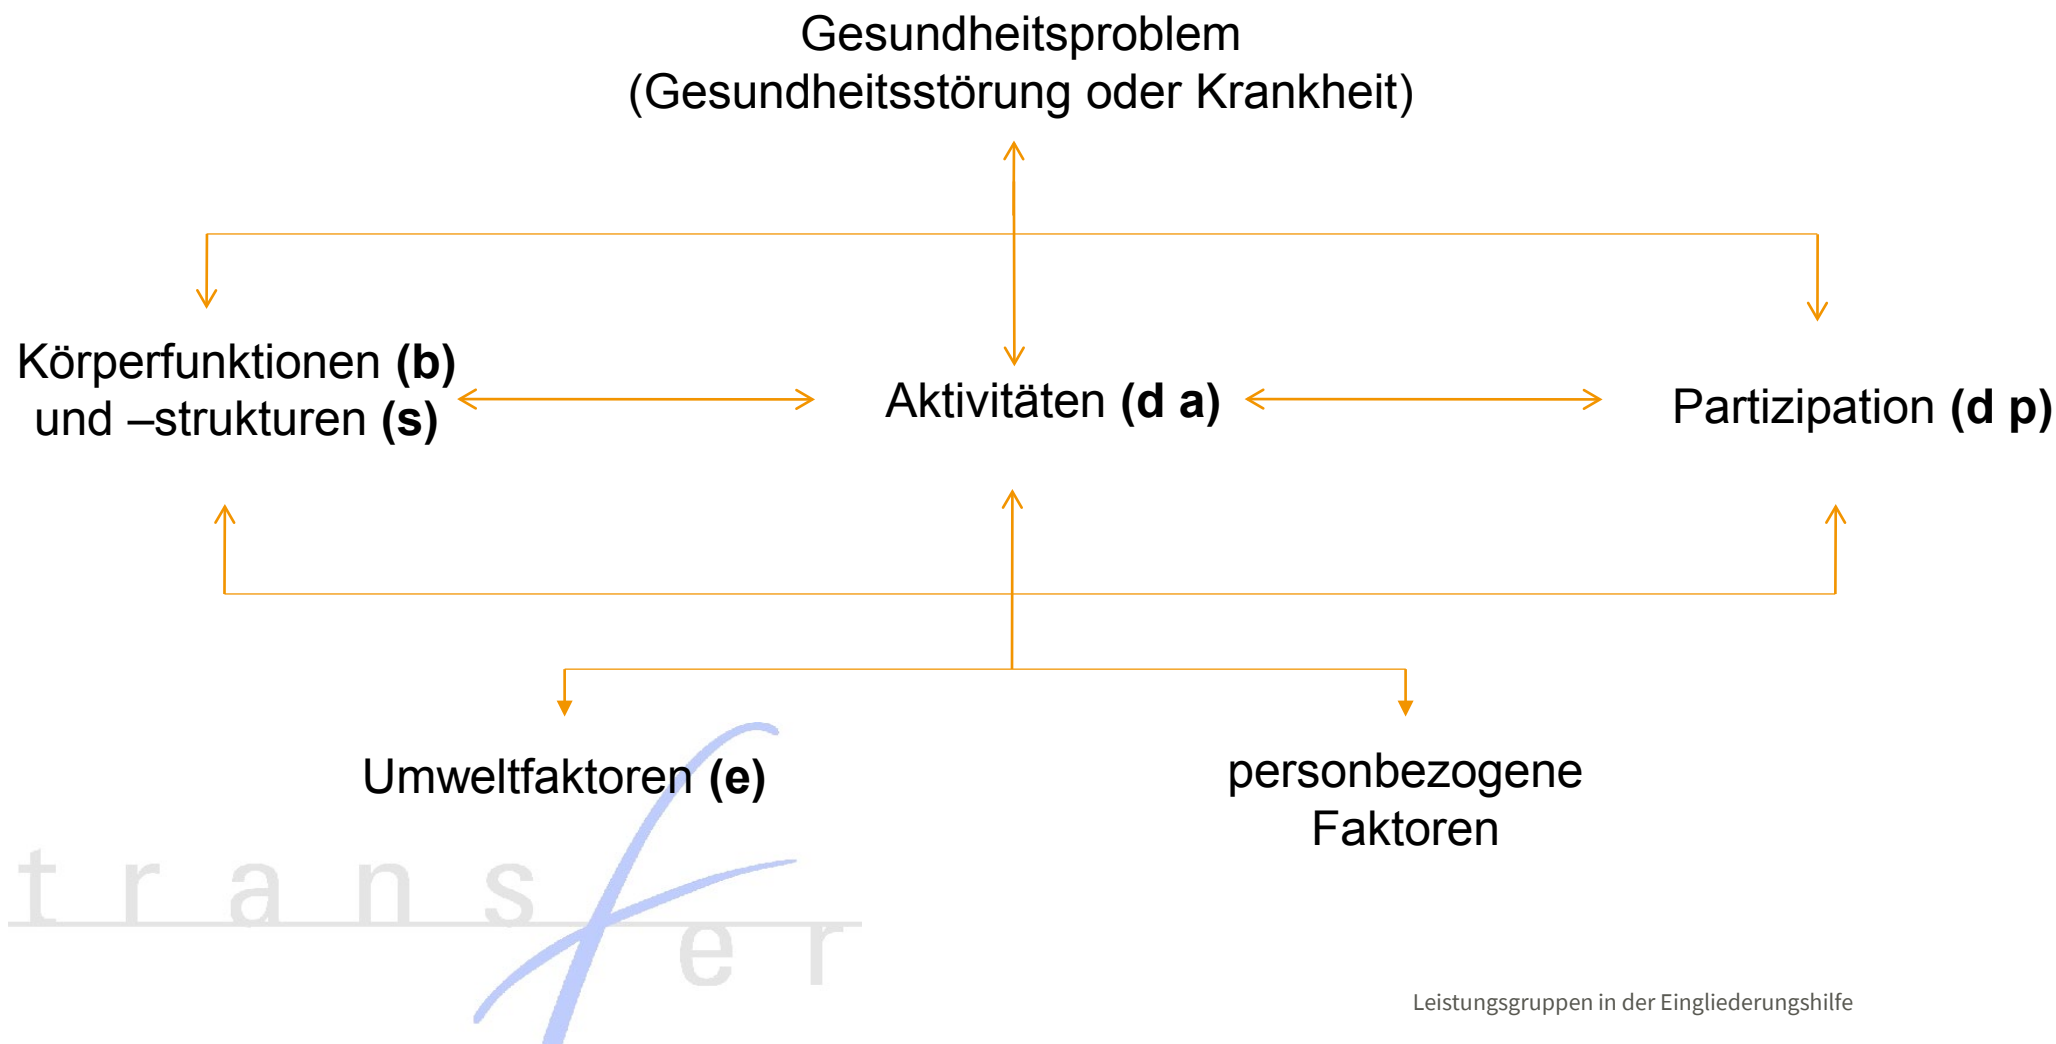 Gesundheitsproblem
(Gesundheitsstörung oder Krankheit)
Körperfunktionen (b)
und –strukturen (s)
Aktivitäten (d a)
Partizipation (d p)
Umweltfaktoren (e)
personbezogene
Faktoren
transfer
Leistungsgruppen in der Eingliederungshilfe